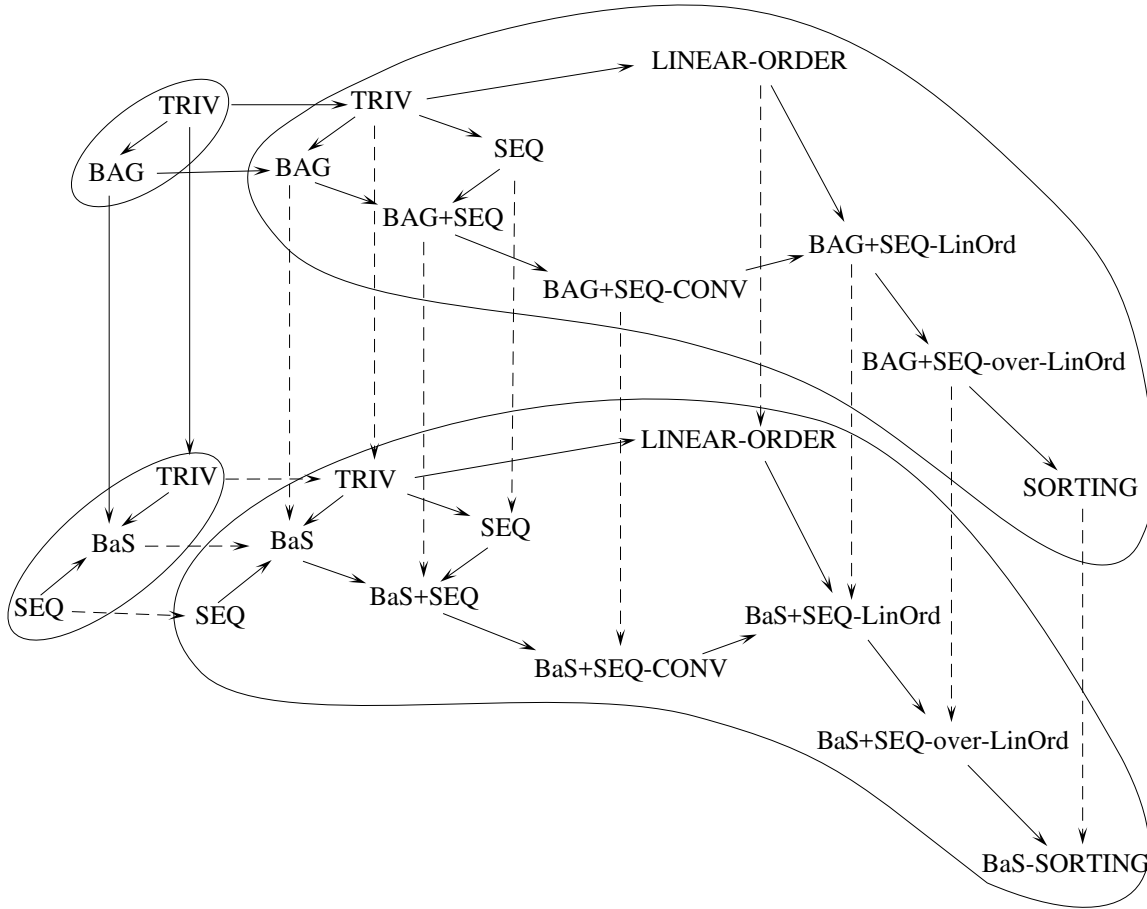 LINEAR-ORDER
TRIV
TRIV
SEQ
BAG
BAG
BAG+SEQ
BAG+SEQ-LinOrd
BAG+SEQ-CONV
BAG+SEQ-over-LinOrd
LINEAR-ORDER
TRIV
TRIV
SORTING
SEQ
BaS
BaS
BaS+SEQ
SEQ
SEQ
BaS+SEQ-LinOrd
BaS+SEQ-CONV
BaS+SEQ-over-LinOrd
BaS-SORTING